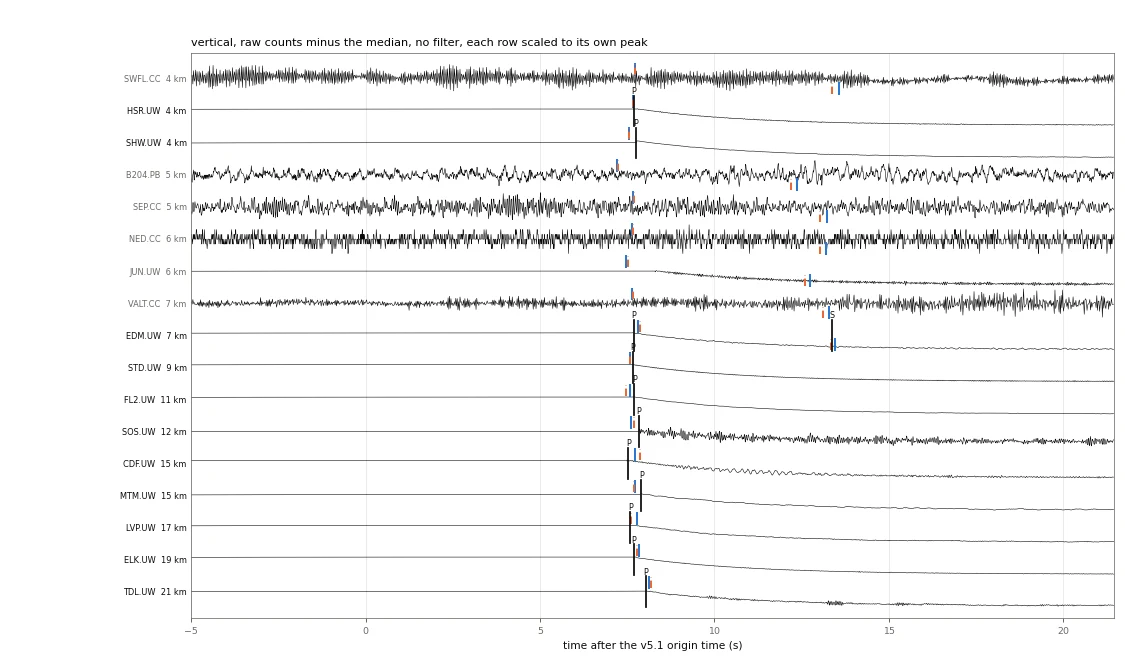 vertical, raw counts minus the median, no filter, each row scaled to its own peak
SWFL.CC 4 km
P
HSR.UW 4 km
P
SHW.UW 4 km
B204.PB 5 km
SEP.CC 5 km
NED.CC 6 km
JUN.UW 6 km
VALT.CC 7 km
P S
EDM.UW 7 km
P
STD.UW 9 km
P
FL2.UW 11 km
P
SOS.UW 12 km
P
CDF.UW 15 km
P
MTM.UW 15 km
P
LVP.UW 17 km
P
ELK.UW 19 km
P
TDL.UW 21 km
−5 0 5 10 15 20
time after the v5.1 origin time (s)